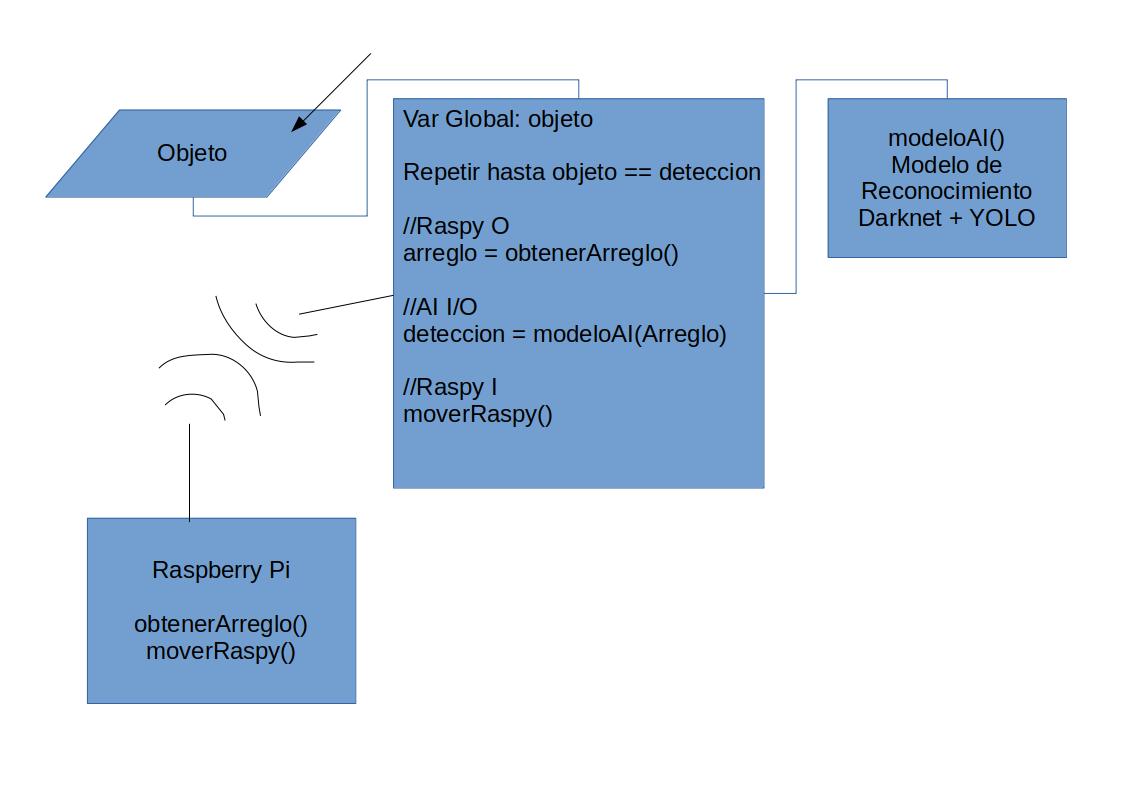 Objeto
Var Global: objeto
Repetir hasta objeto == deteccion
//Raspy O
arreglo = obtenerArreglo()
//AI I/O
deteccion = modeloAI(Arreglo)
//Raspy I
moverRaspy()
modeloAI()
Modelo de
Reconocimiento
Darknet + YOLO
Raspberry Pi
obtenerArreglo()
moverRaspy()